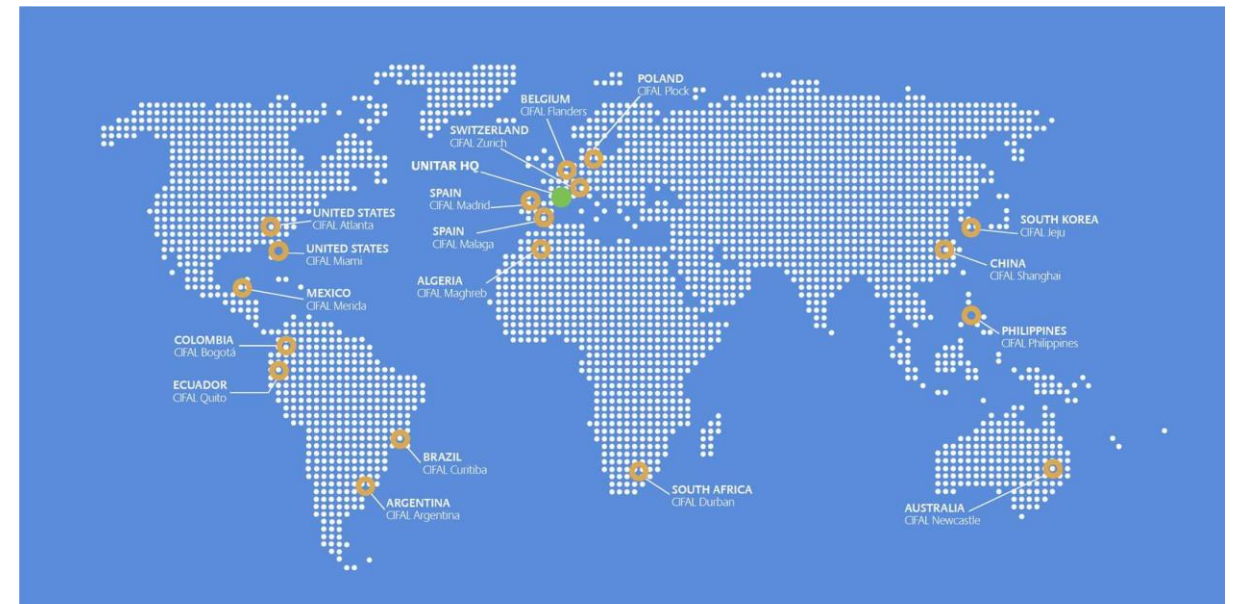 POLAND
CIFAL Plock
BELGIUM
CIFAL Flanders
SWITZERLAND
CIFAL Zurich
UNITAR HQ
SPAIN
CIFAL Madrid
SPAIN
CIFAL Malaga
ALGERIA
CIFAL Maghreb
UNITED STATES
CIFAL Atlanta
UNITED STATES
CIFAL Miami
MEXICO
CIFAL Merida
COLOMBIA
CIFAL Bogotá
ECUADOR
CIFAL Quito
BRAZIL
CIFAL Curitiba
ARGENTINA
CIFAL Argentina
SOUTH AFRICA
CIFAL Durban
SOUTH KOREA
CIFAL Jeju
CHINA
CIFAL Shanghai
PHILIPPINES
CIFAL Philippines
AUSTRALIA
CIFAL Newcastle